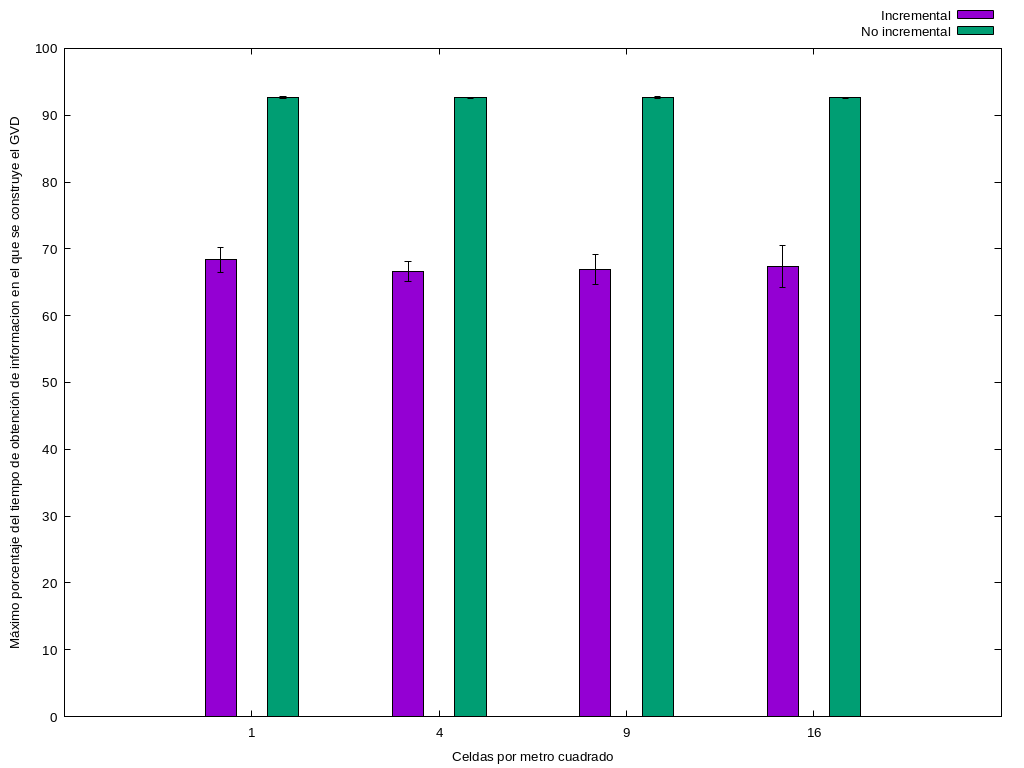 Incremental
No incremental
100
90
80
70
60
50
40
30
20
10
0
Máximo porcentaje del tiempo de obtención de informacion en el que se construye el GVD
1 4 9 16
Celdas por metro cuadrado